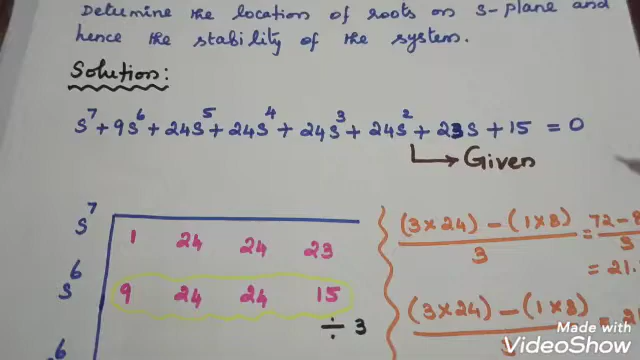 Determine the location of roots on s-plane and
hence the stability of the system.
Solution:
s⁷ + 9s⁶ + 24s⁵ + 24s⁴ + 24s³ + 24s² + 23s + 15 = 0
Given
s⁷ 1 24 24 23
s⁶ 9 24 24 15
÷ 3
s⁶
(3×24) - (1×8) / 3 = 72-8 / 3
= 21.
(3×24) - (1×8) / 3 = 21
Made with
VideoShow